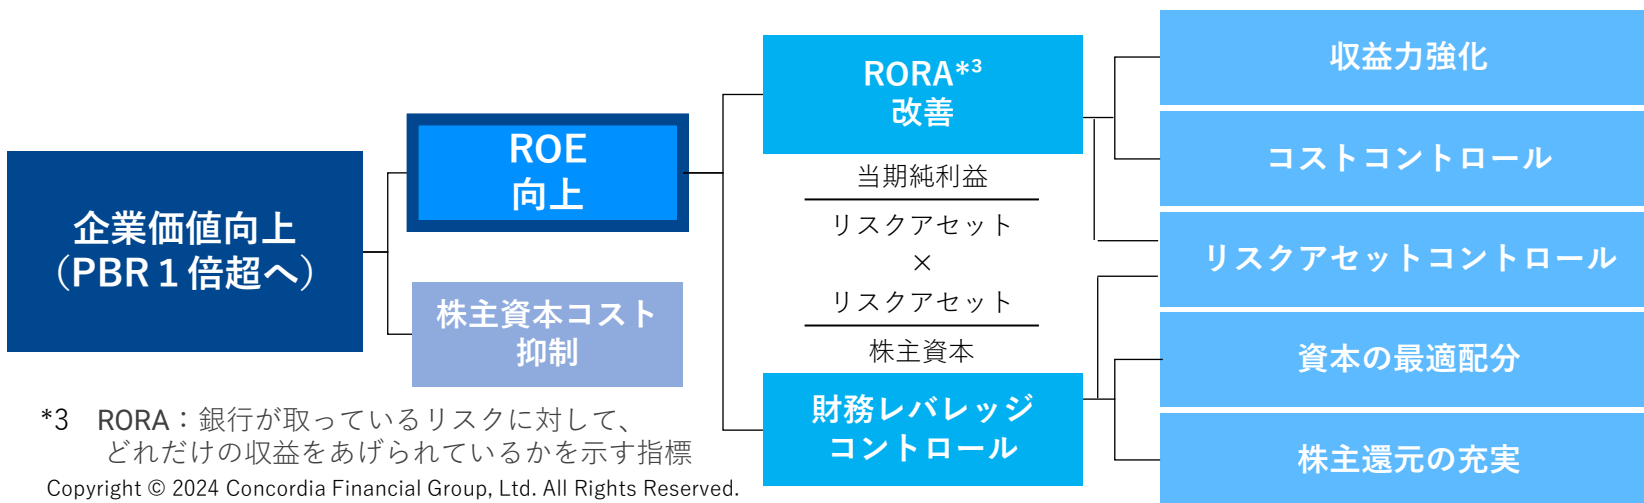 企業価値向上
（PBR１倍超へ）
ROE
向上
株主資本コスト
抑制
RORA*3
改善
当期純利益
リスクアセット
×
リスクアセット
株主資本
財務レバレッジ
コントロール
収益力強化
コストコントロール
リスクアセットコントロール
資本の最適配分
株主還元の充実
*3 RORA：銀行が取っているリスクに対して、
どれだけの収益をあげられているかを示す指標
Copyright © 2024 Concordia Financial Group, Ltd. All Rights Reserved.